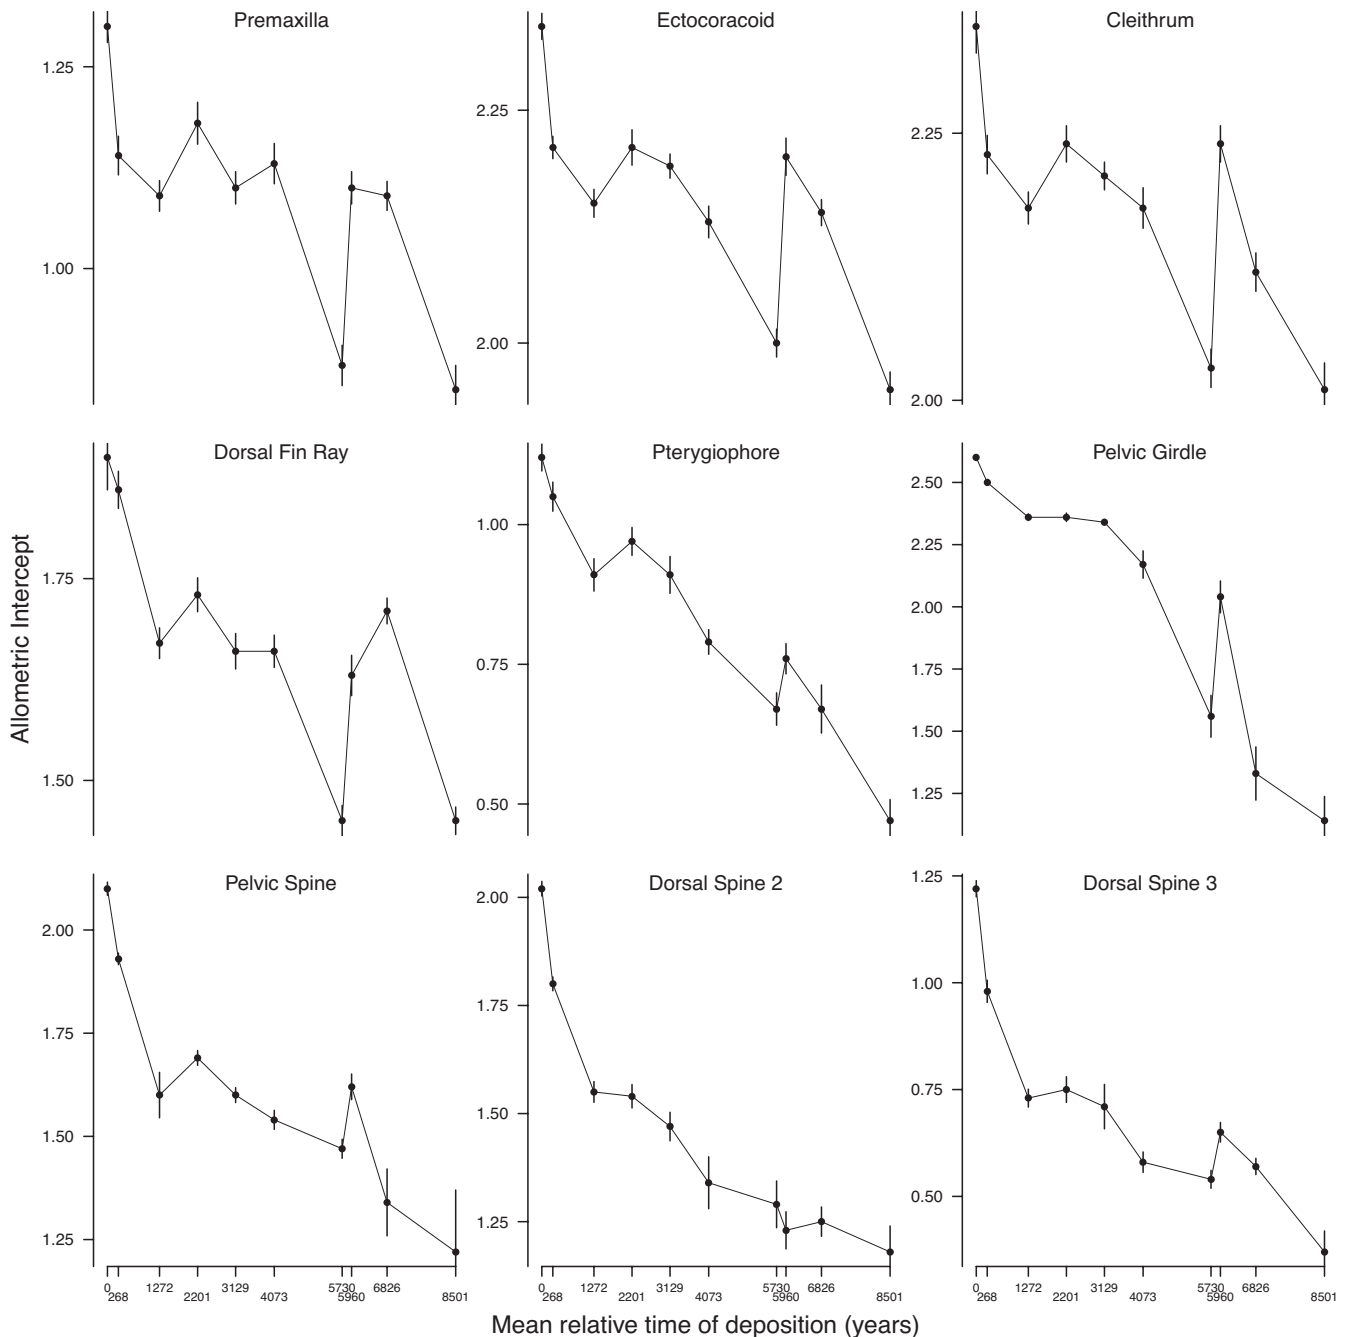 Premaxilla
Ectocoracoid
Cleithrum
1.25
1.00
2.25
2.00
2.25
2.00
Dorsal Fin Ray
Pterygiophore
Pelvic Girdle
1.75
1.50
1.00
0.75
0.50
2.50
2.25
2.00
1.75
1.50
1.25
Allometric Intercept
Pelvic Spine
Dorsal Spine 2
Dorsal Spine 3
2.00
1.75
1.50
1.25
2.00
1.75
1.50
1.25
1.25
1.00
0.75
0.50
0 1272 3129 5730 6826
268 2201 4073 5960 8501
0 1272 3129 5730 6826
268 2201 4073 5960 8501
0 1272 3129 5730 6826
268 2201 4073 5960 8501
Mean relative time of deposition (years)